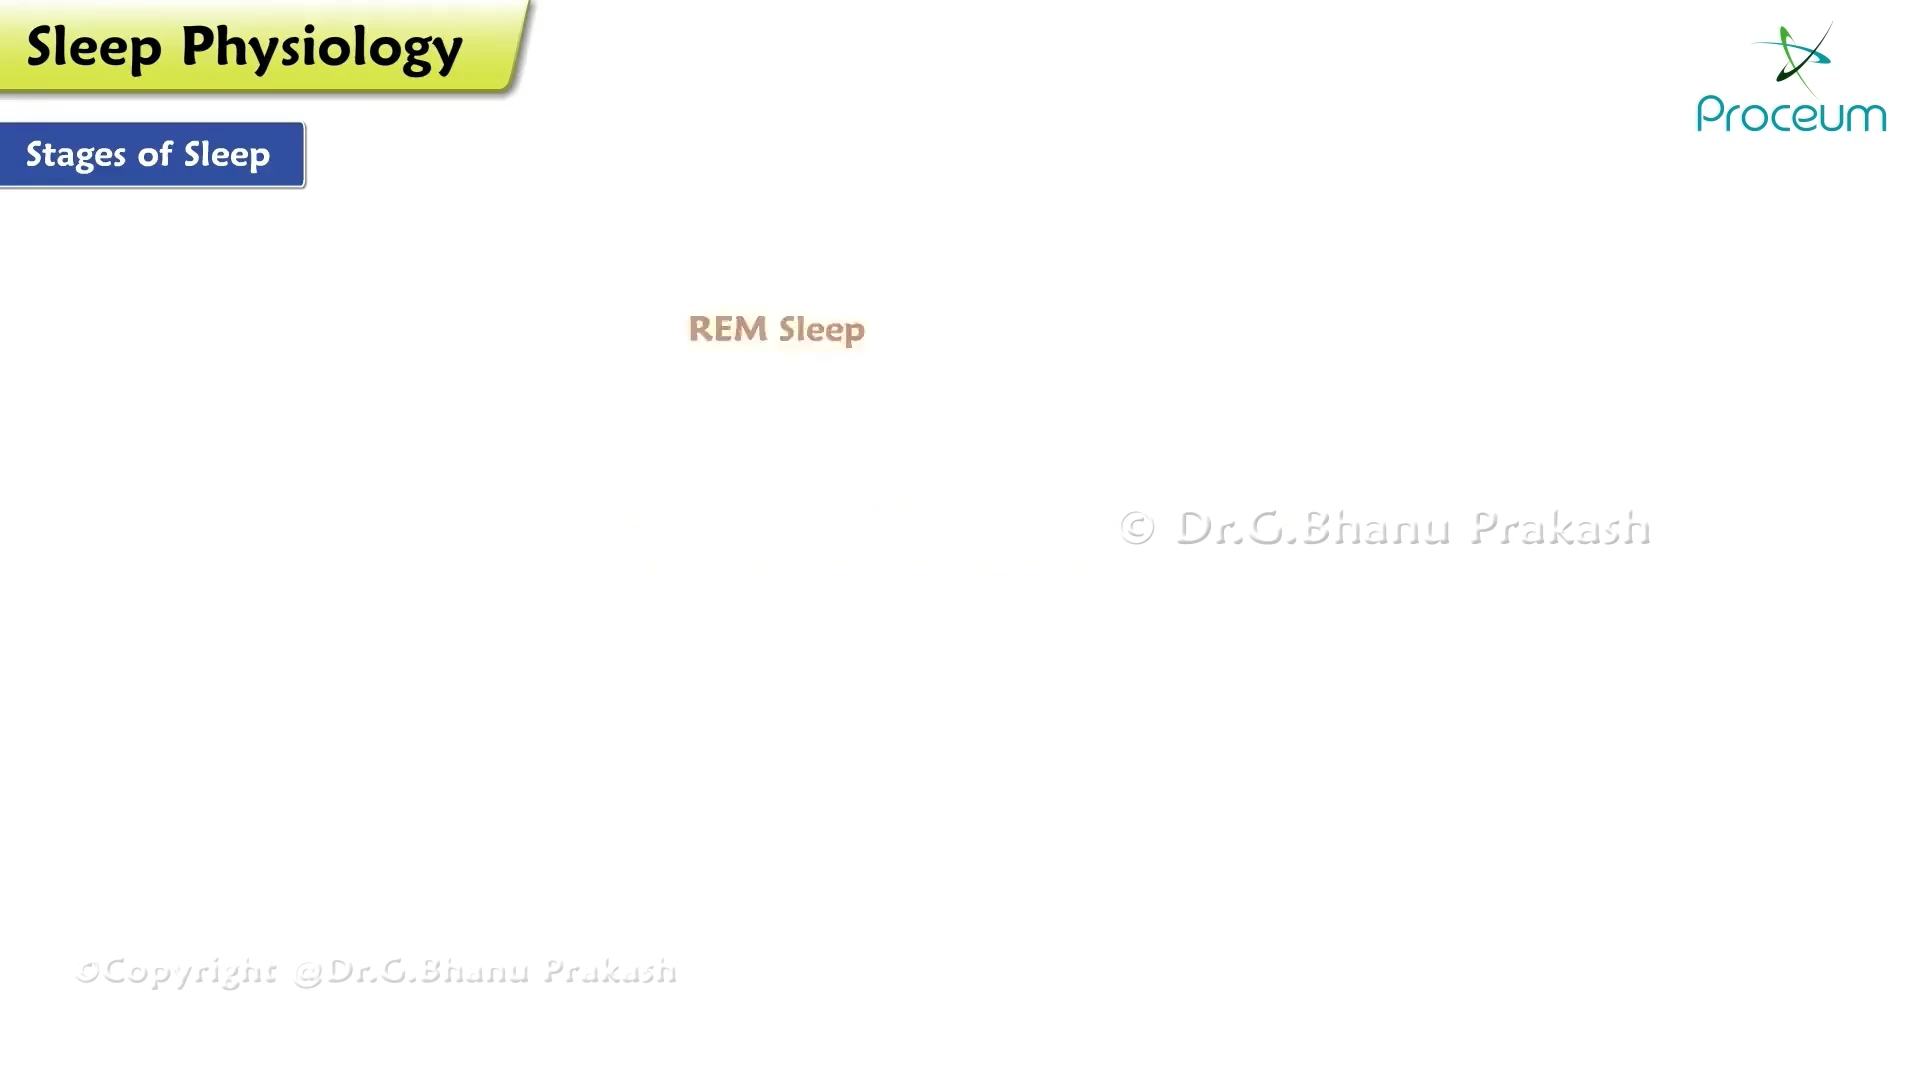 Sleep Physiology
Proceum
Stages of Sleep
REM Sleep
© Dr.G.Bhanu Prakash
©Copyright @Dr.G.Bhanu Prakash